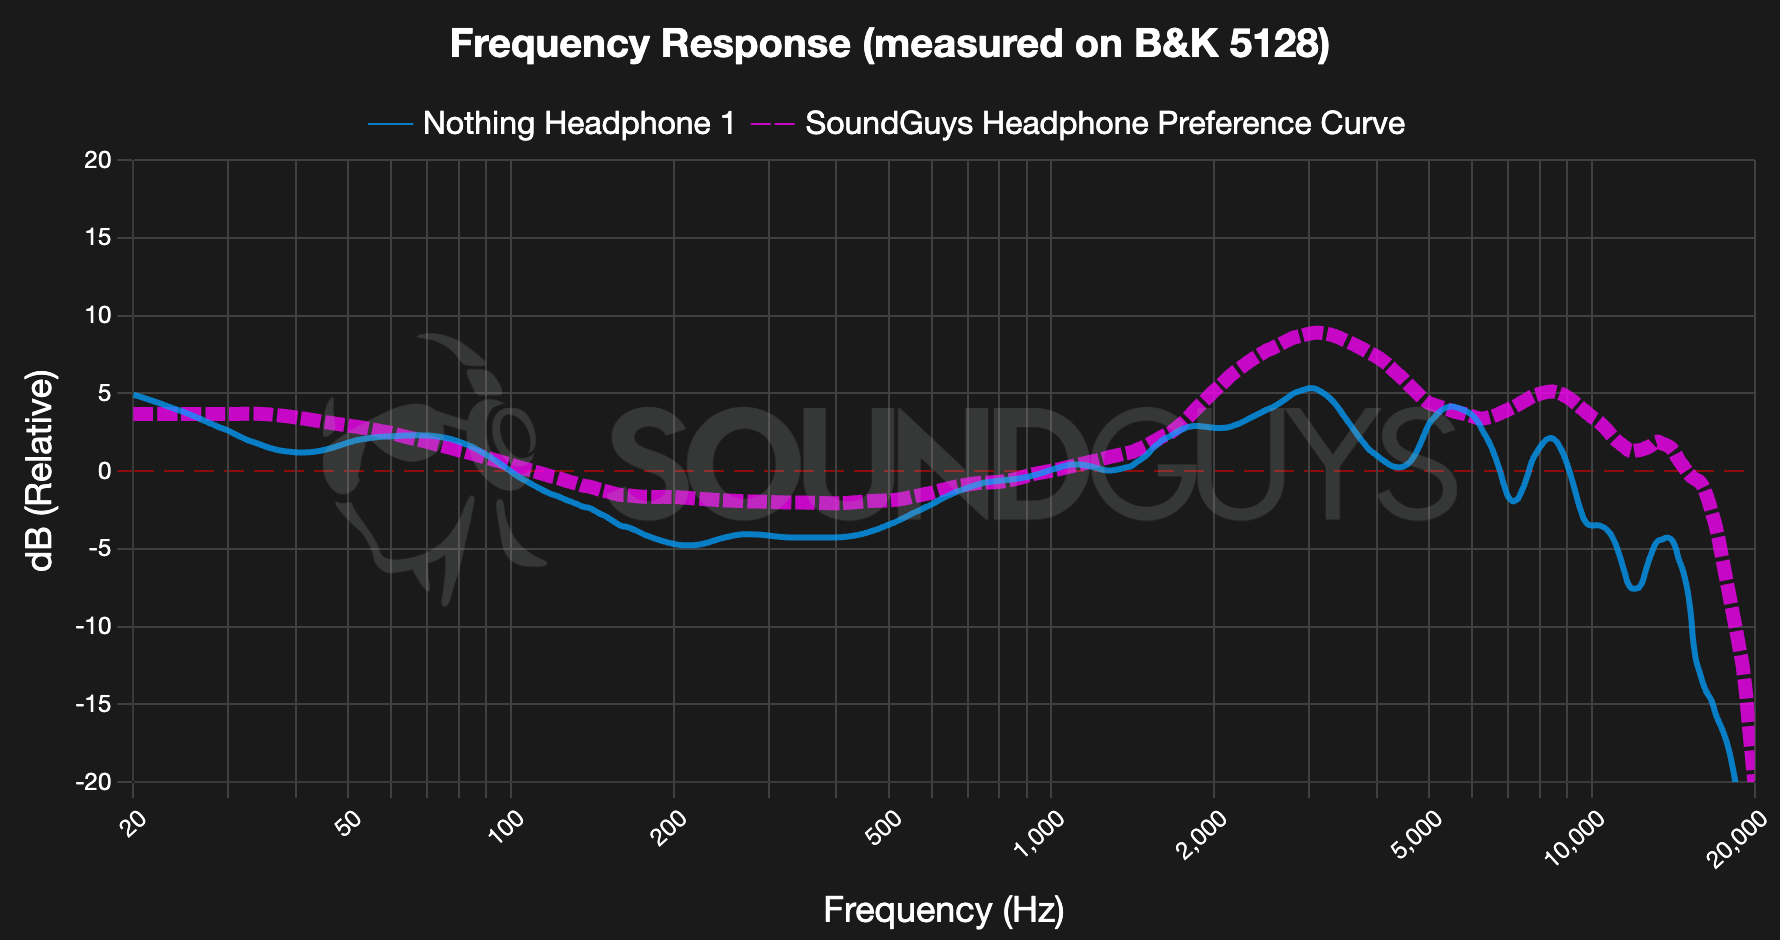 Frequency Response (measured on B&K 5128)
Nothing Headphone 1 SoundGuys Headphone Preference Curve
20
15
10
5
0
-5
-10
-15
-20
dB (Relative)
SOUNDGUYS
20 50 100 200 500 1,000 2,000 5,000 10,000 20,000
Frequency (Hz)